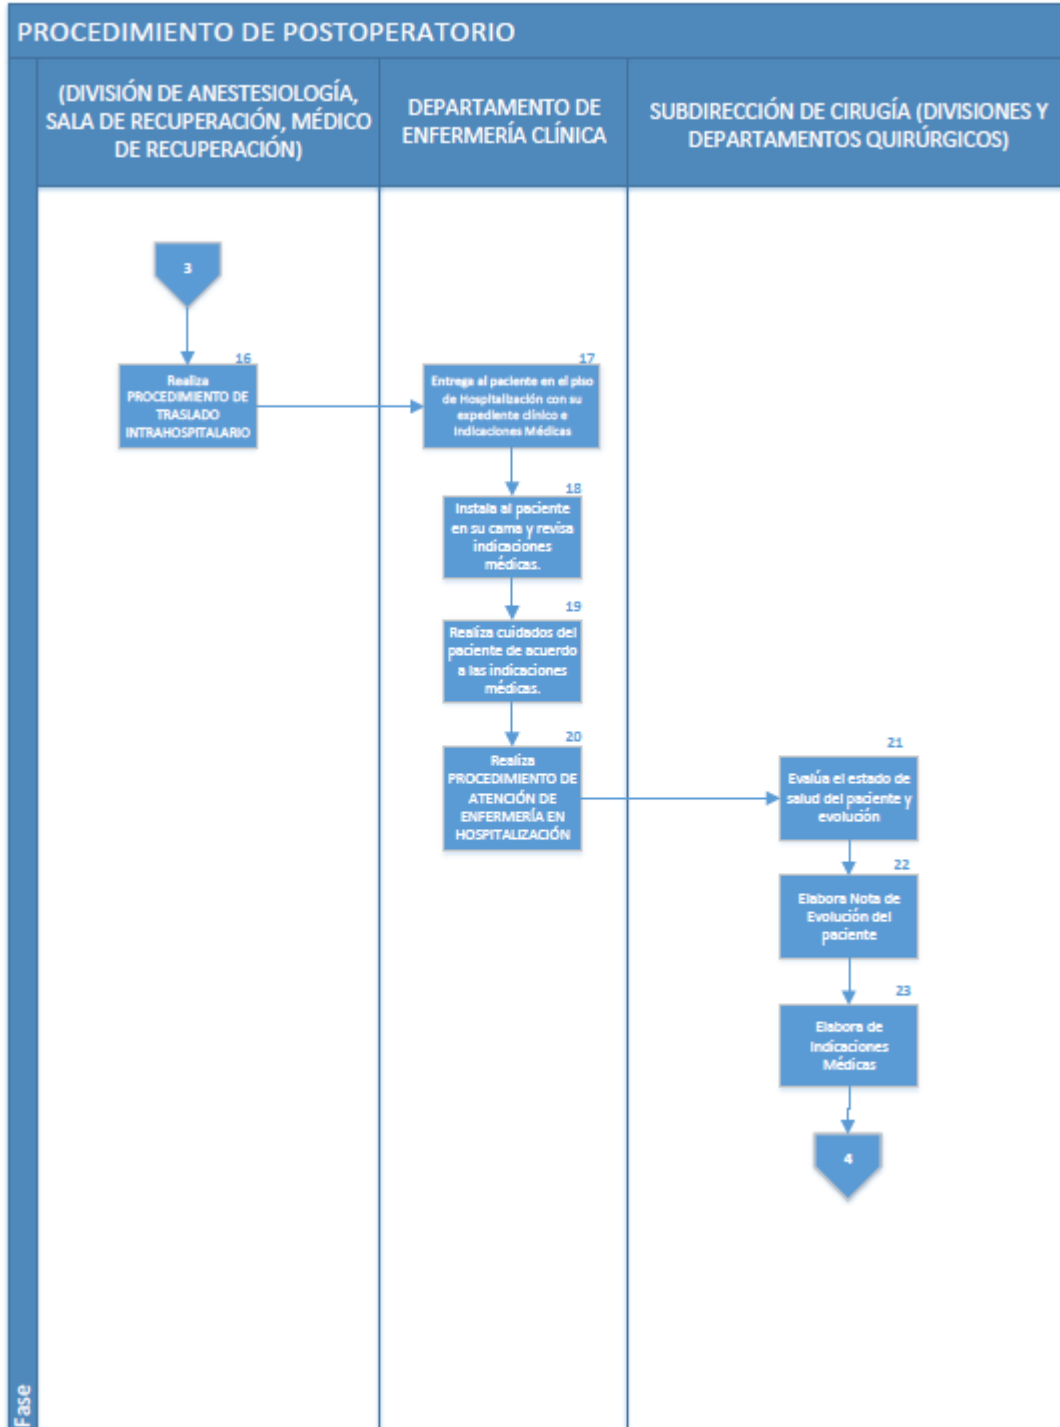 PROCEDIMIENTO DE POSTOPERATORIO
(DIVISIÓN DE ANESTESIOLOGÍA,
SALA DE RECUPERACIÓN, MÉDICO
DE RECUPERACIÓN)
DEPARTAMENTO DE
ENFERMERÍA CLÍNICA
SUBDIRECCIÓN DE CIRUGÍA (DIVISIONES Y
DEPARTAMENTOS QUIRÚRGICOS)
3
16
Realiza
PROCEDIMIENTO DE
TRASLADO
INTRAHOSPITALARIO
17
Entrega al paciente en el piso
de Hospitalización con su
expediente clínico e
Indicaciones Médicas
18
Instala al paciente
en su cama y revisa
indicaciones
médicas.
19
Realiza cuidados del
paciente de acuerdo
a las indicaciones
médicas.
20
Realiza
PROCEDIMIENTO DE
ATENCIÓN DE
ENFERMERÍA EN
HOSPITALIZACIÓN
21
Evalúa el estado de
salud del paciente y
evolución
22
Elabora Nota de
Evolución del
paciente
23
Elabora de
Indicaciones
Médicas
4
Fase